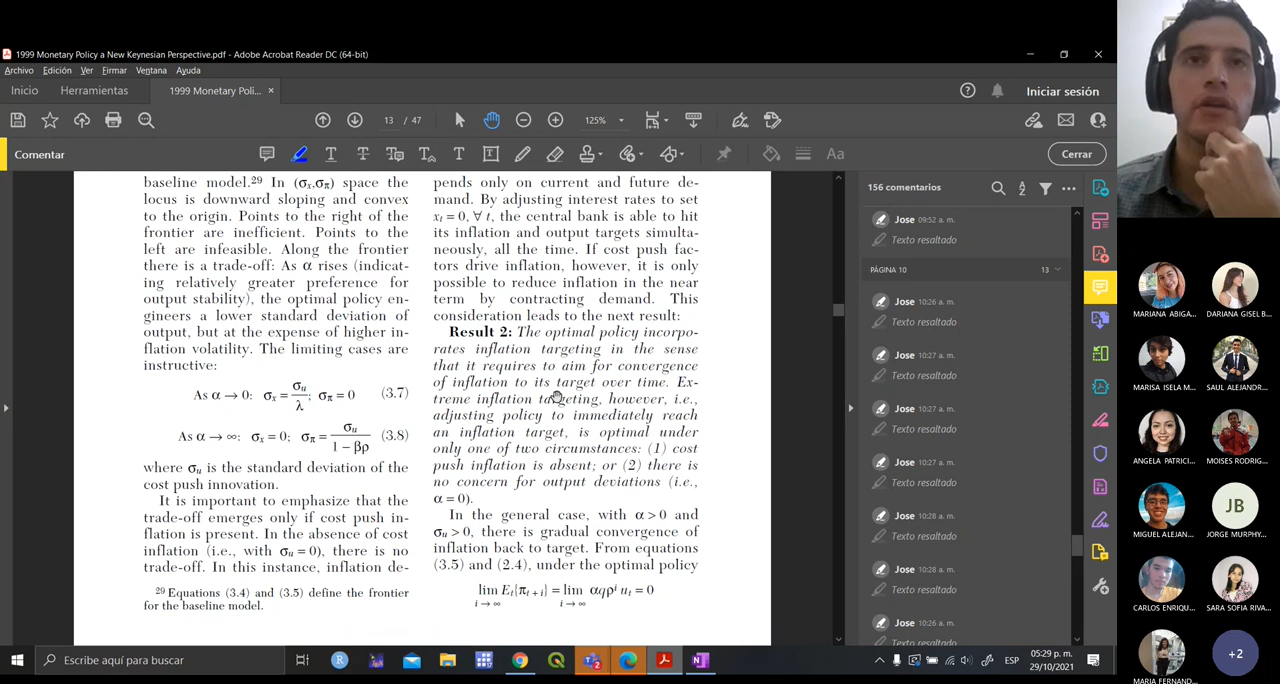 1999 Monetary Policy a New Keynesian Perspective.pdf - Adobe Acrobat Reader DC (64-bit)
Archivo Edición Ver Firmar Ventana Ayuda
Inicio Herramientas 1999 Monetary Poli... × Iniciar sesión
13 / 47 125%
Comentar Aa Cerrar
baseline model.²⁹ In (σx,σπ) space the
locus is downward sloping and convex
to the origin. Points to the right of the
frontier are inefficient. Points to the
left are infeasible. Along the frontier
there is a trade-off: As α rises (indicat-
ing relatively greater preference for
output stability), the optimal policy en-
gineers a lower standard deviation of
output, but at the expense of higher in-
flation volatility. The limiting cases are
instructive:
As α → 0: σx = σu/λ; σπ = 0 (3.7)
As α → ∞: σx = 0; σπ = σu/(1 − βρ) (3.8)
where σu is the standard deviation of the
cost push innovation.
It is important to emphasize that the
trade-off emerges only if cost push in-
flation is present. In the absence of cost
inflation (i.e., with σu = 0), there is no
trade-off. In this instance, inflation de-
²⁹ Equations (3.4) and (3.5) define the frontier
for the baseline model.
pends only on current and future de-
mand. By adjusting interest rates to set
xt = 0, ∀ t, the central bank is able to hit
its inflation and output targets simulta-
neously, all the time. If cost push fac-
tors drive inflation, however, it is only
possible to reduce inflation in the near
term by contracting demand. This
consideration leads to the next result:
Result 2: The optimal policy incorpo-
rates inflation targeting in the sense
that it requires to aim for convergence
of inflation to its target over time. Ex-
treme inflation targeting, however, i.e.,
adjusting policy to immediately reach
an inflation target, is optimal under
only one of two circumstances: (1) cost
push inflation is absent; or (2) there is
no concern for output deviations (i.e.,
α = 0).
In the general case, with α > 0 and
σu > 0, there is gradual convergence of
inflation back to target. From equations
(3.5) and (2.4), under the optimal policy
lim Et{πt+i} = lim αqρⁱ ut = 0
i → ∞ i → ∞
156 comentarios
Jose 09:52 a. m.
Texto resaltado
PÁGINA 10 13
Jose 10:26 a. m.
Texto resaltado
Jose 10:27 a. m.
Texto resaltado
Jose 10:27 a. m.
Texto resaltado
Jose 10:27 a. m.
Texto resaltado
Jose 10:28 a. m.
Texto resaltado
Jose 10:28 a. m.
Texto resaltado
Jose 10:26 a. m.
Texto resaltado
MARIANA ABIGA... DARIANA GISEL B...
MARISA ISELA M... SAUL ALEJANDR...
ANGELA PATRICI... MOISES RODRIG...
JB
MIGUEL ALEJAN... JORGE MANUEL...
CARLOS ENRIQU... SARA SOFIA RIVA...
+2
MARIA FERNAND...
Escribe aquí para buscar
ESP
05:29 p. m.
29/10/2021